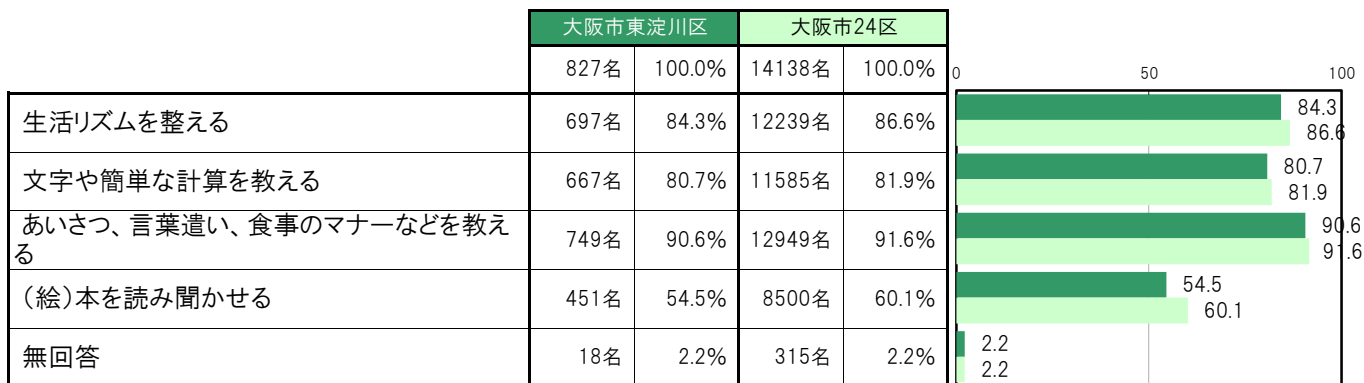 大阪市東淀川区 大阪市24区
827名 100.0% 14138名 100.0% 0 50 100
生活リズムを整える 697名 84.3% 12239名 86.6% 84.3
86.6
文字や簡単な計算を教える 667名 80.7% 11585名 81.9% 80.7
81.9
あいさつ、言葉遣い、食事のマナーなどを教え
る 749名 90.6% 12949名 91.6% 90.6
91.6
（絵）本を読み聞かせる 451名 54.5% 8500名 60.1% 54.5
60.1
無回答 18名 2.2% 315名 2.2% 2.2
2.2